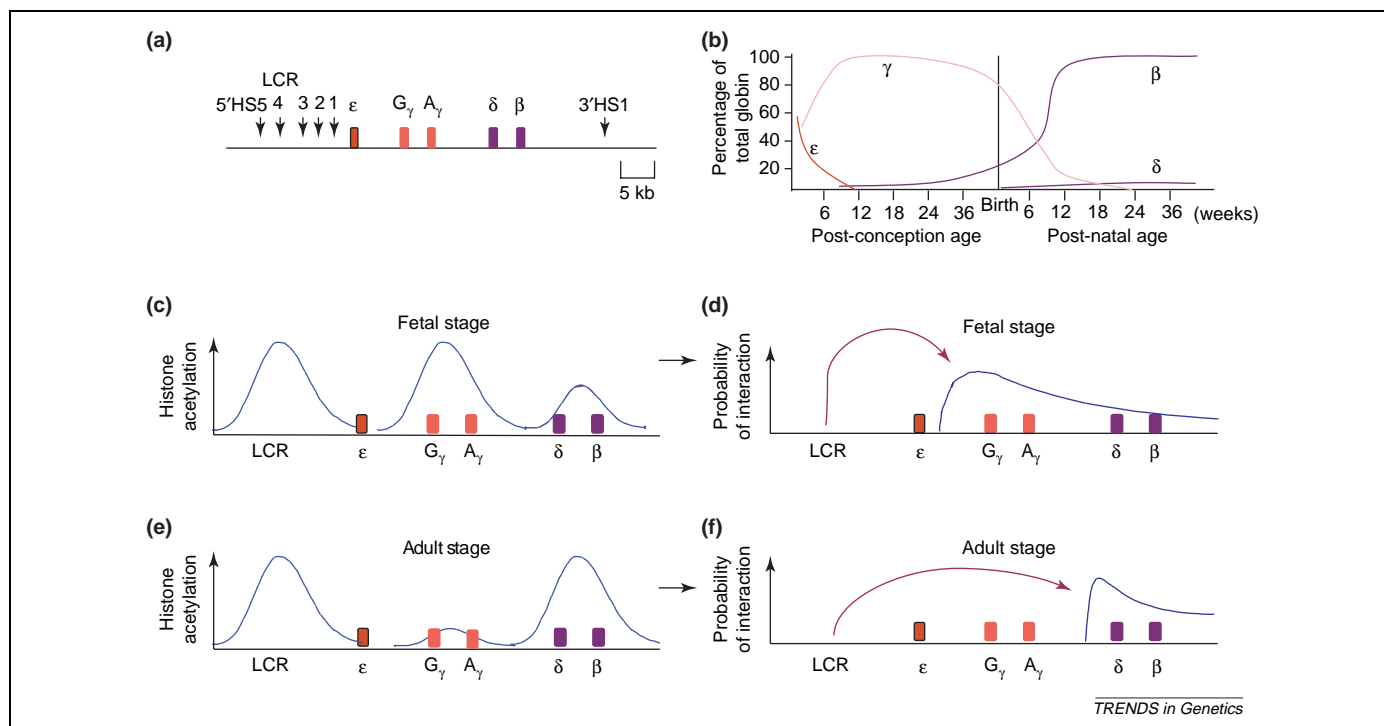 (a)
LCR
5′HS5 4 3 2 1 ε Gγ Aγ δ β 3′HS1
5 kb
(b)
Percentage of
total globin
100
80
60
40
20
γ
ε
β
δ
6 12 18 24 36 Birth 6 12 18 24 36 (weeks)
Post-conception age Post-natal age
(c)
Fetal stage
Histone
acetylation
LCR ε Gγ Aγ δ β
(d)
Fetal stage
Probability
of interaction
LCR ε Gγ Aγ δ β
(e)
Adult stage
Histone
acetylation
LCR ε Gγ Aγ δ β
(f)
Adult stage
Probability
of interaction
LCR ε Gγ Aγ δ β
TRENDS in Genetics